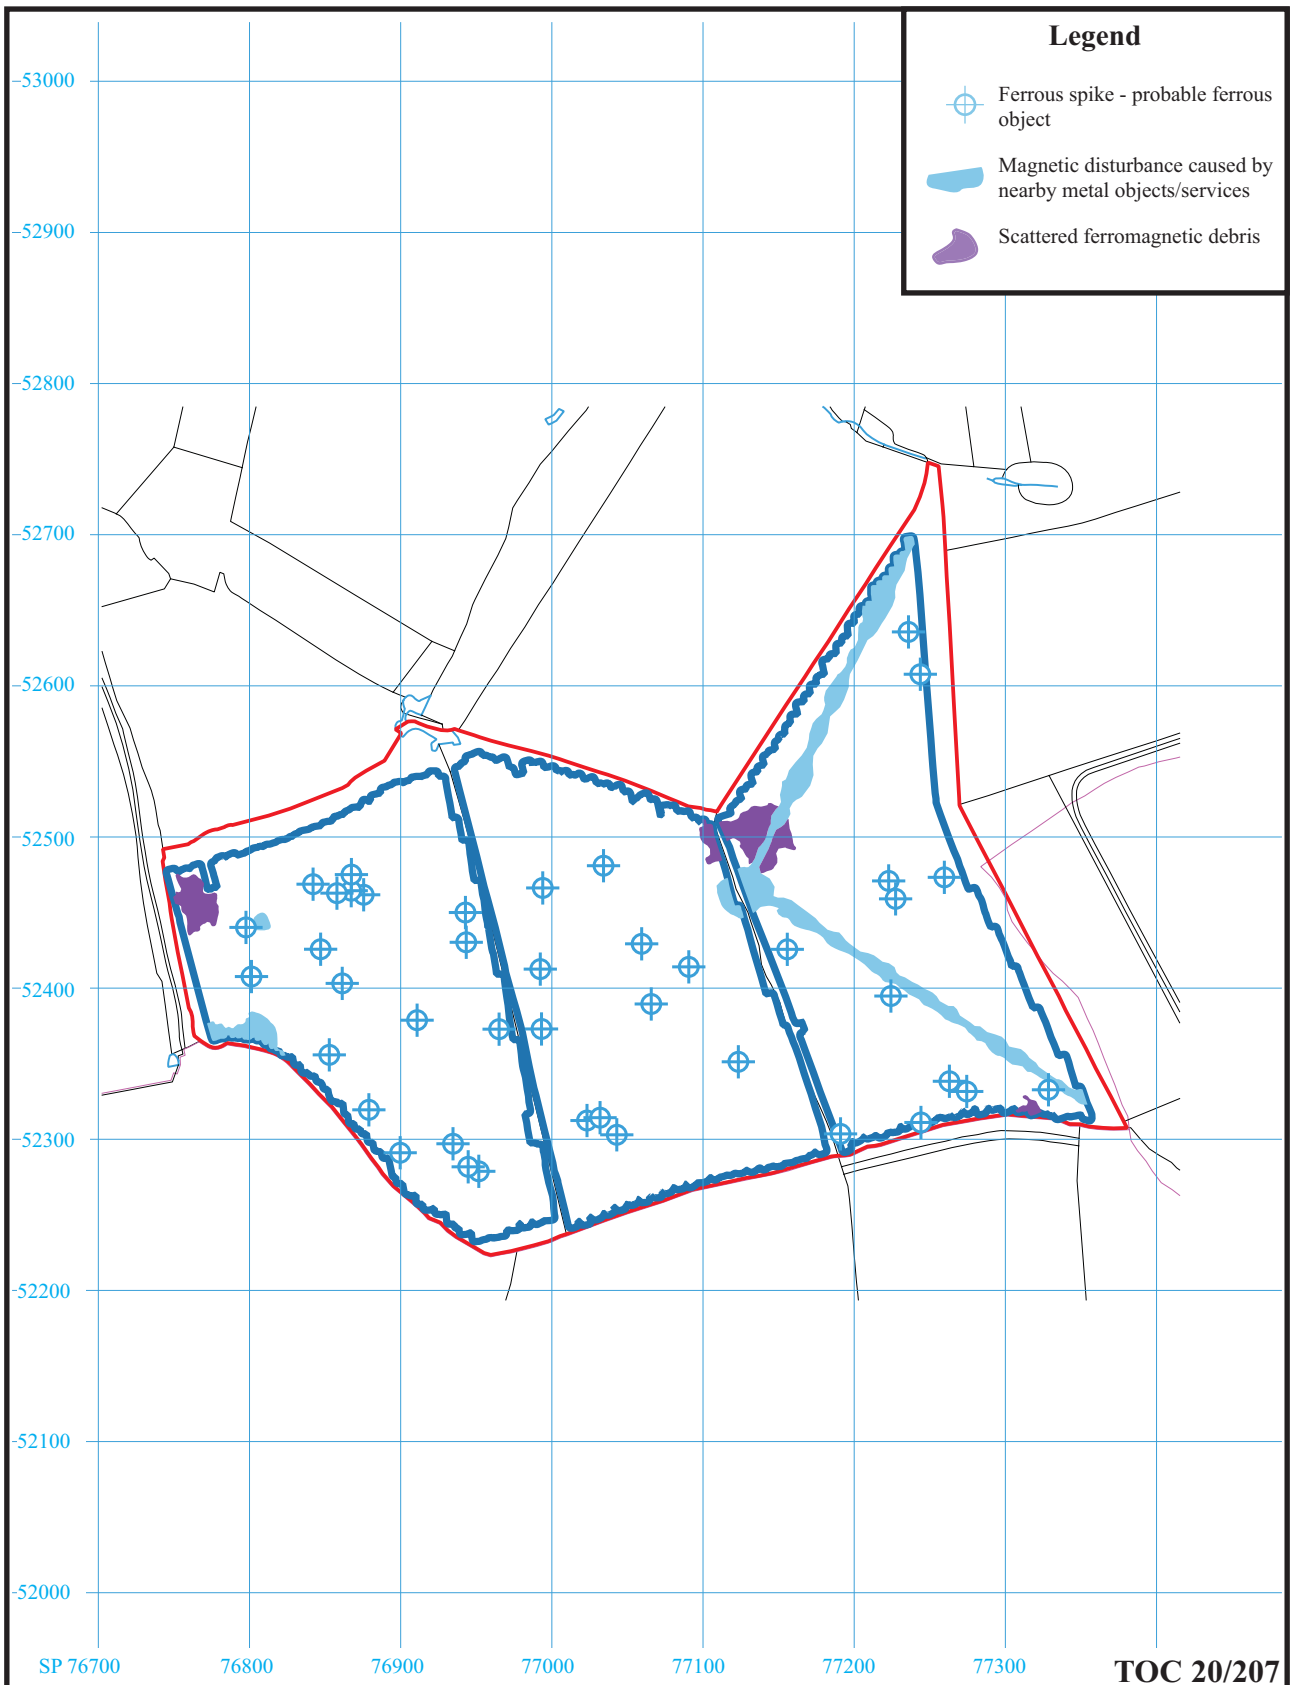 Legend
Ferrous spike - probable ferrous
object
Magnetic disturbance caused by
nearby metal objects/services
Scattered ferromagnetic debris
53000
52900
52800
52700
52600
52500
52400
52300
52200
52100
52000
SP 76700 76800 76900 77000 77100 77200 77300
TOC 20/207